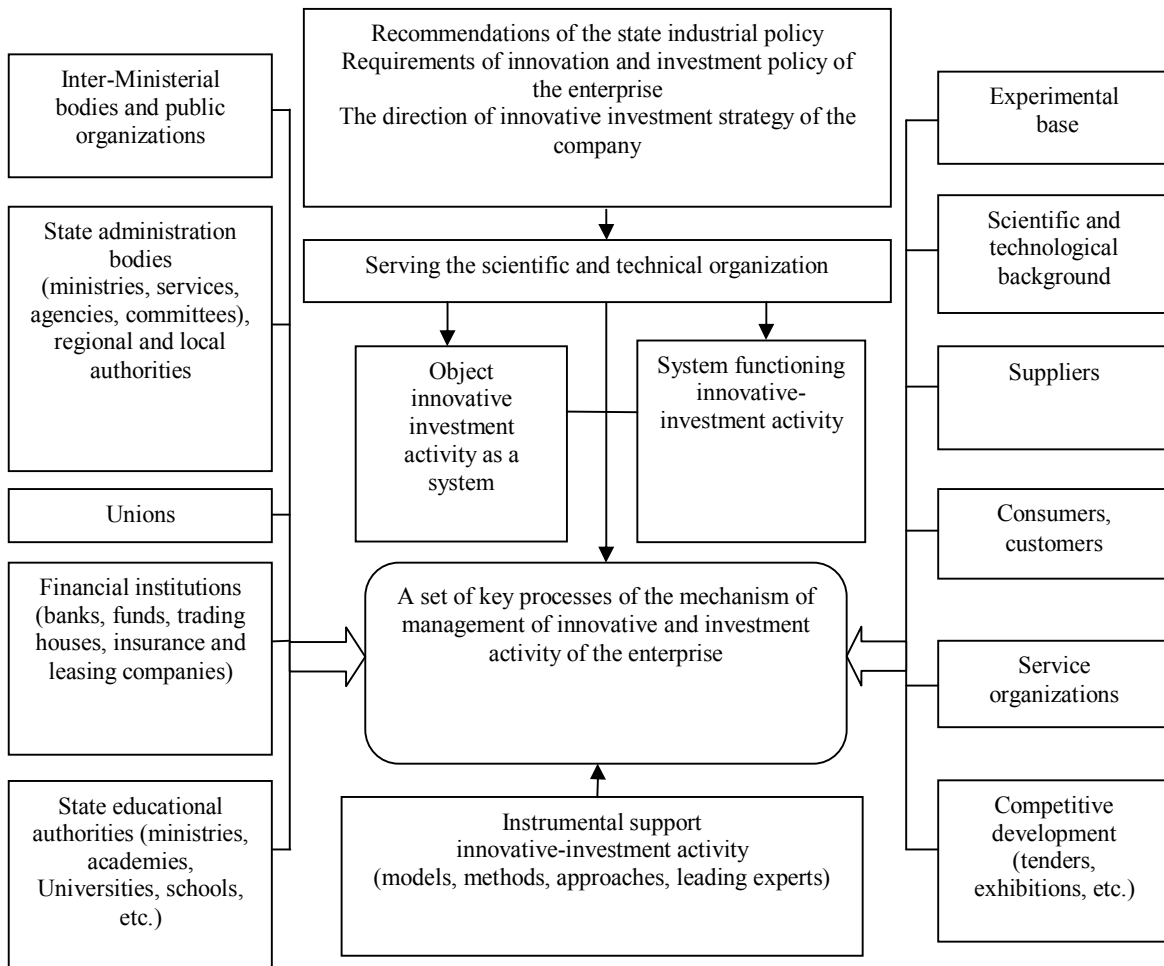 Inter-Ministerial
bodies and public
organizations
State administration
bodies
(ministries, services,
agencies, committees),
regional and local
authorities
Unions
Financial institutions
(banks, funds, trading
houses, insurance and
leasing companies)
State educational
authorities (ministries,
academies,
Universities, schools,
etc.)
Recommendations of the state industrial policy
Requirements of innovation and investment policy of
the enterprise
The direction of innovative investment strategy of the
company
Serving the scientific and technical organization
Object
innovative
investment
activity as a
system
System functioning
innovative-
investment activity
A set of key processes of the mechanism of
management of innovative and investment
activity of the enterprise
Instrumental support
innovative-investment activity
(models, methods, approaches, leading experts)
Experimental
base
Scientific and
technological
background
Suppliers
Consumers,
customers
Service
organizations
Competitive
development
(tenders,
exhibitions, etc.)